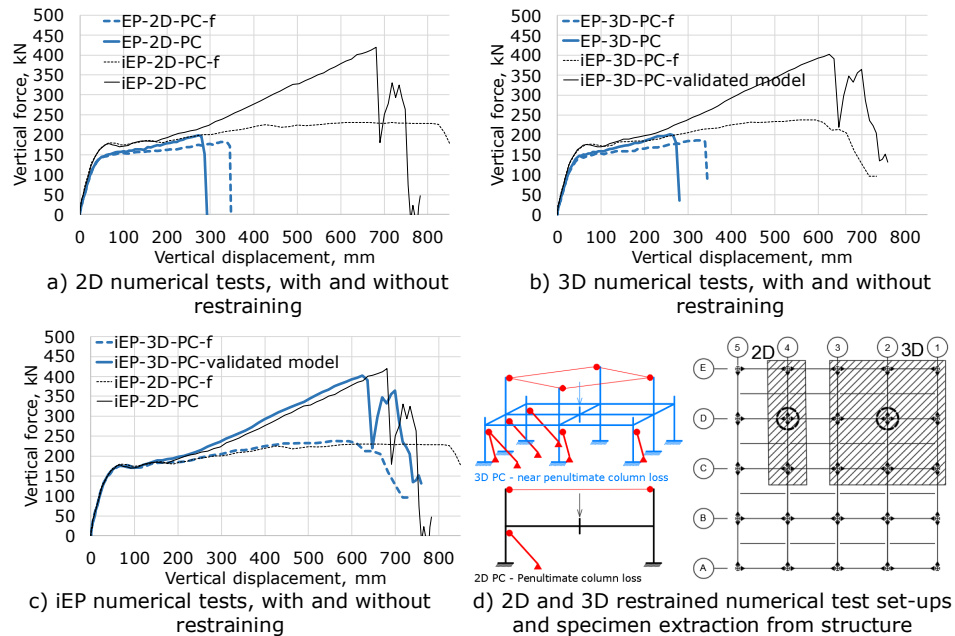 500
450
400
350
300
250
200
150
100
50
0
Vertical force, kN
EP-2D-PC-f
EP-2D-PC
iEP-2D-PC-f
iEP-2D-PC
0 100 200 300 400 500 600 700 800
Vertical displacement, mm
a) 2D numerical tests, with and without
restraining
500
450
400
350
300
250
200
150
100
50
0
Vertical force, kN
EP-3D-PC-f
EP-3D-PC
iEP-3D-PC-f
iEP-3D-PC-validated model
0 100 200 300 400 500 600 700 800
Vertical displacement, mm
b) 3D numerical tests, with and without
restraining
500
450
400
350
300
250
200
150
100
50
0
Vertical force, kN
iEP-3D-PC-f
iEP-3D-PC-validated model
iEP-2D-PC-f
iEP-2D-PC
0 100 200 300 400 500 600 700 800
Vertical displacement, mm
c) iEP numerical tests, with and without
restraining
3D PC - near penultimate column loss
2D PC - Penultimate column loss
5 4 3 2 1
2D 3D
E
D
C
B
A
d) 2D and 3D restrained numerical test set-ups
and specimen extraction from structure